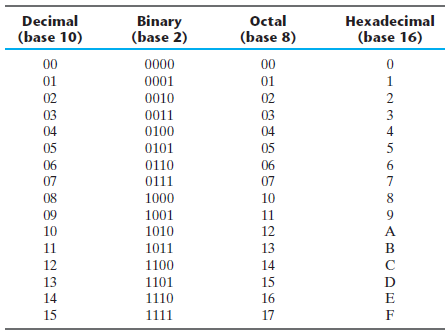 Decimal Binary Octal Hexadecimal
(base 10) (base 2) (base 8) (base 16)
00 0000 00 0
01 0001 01 1
02 0010 02 2
03 0011 03 3
04 0100 04 4
05 0101 05 5
06 0110 06 6
07 0111 07 7
08 1000 10 8
09 1001 11 9
10 1010 12 A
11 1011 13 B
12 1100 14 C
13 1101 15 D
14 1110 16 E
15 1111 17 F